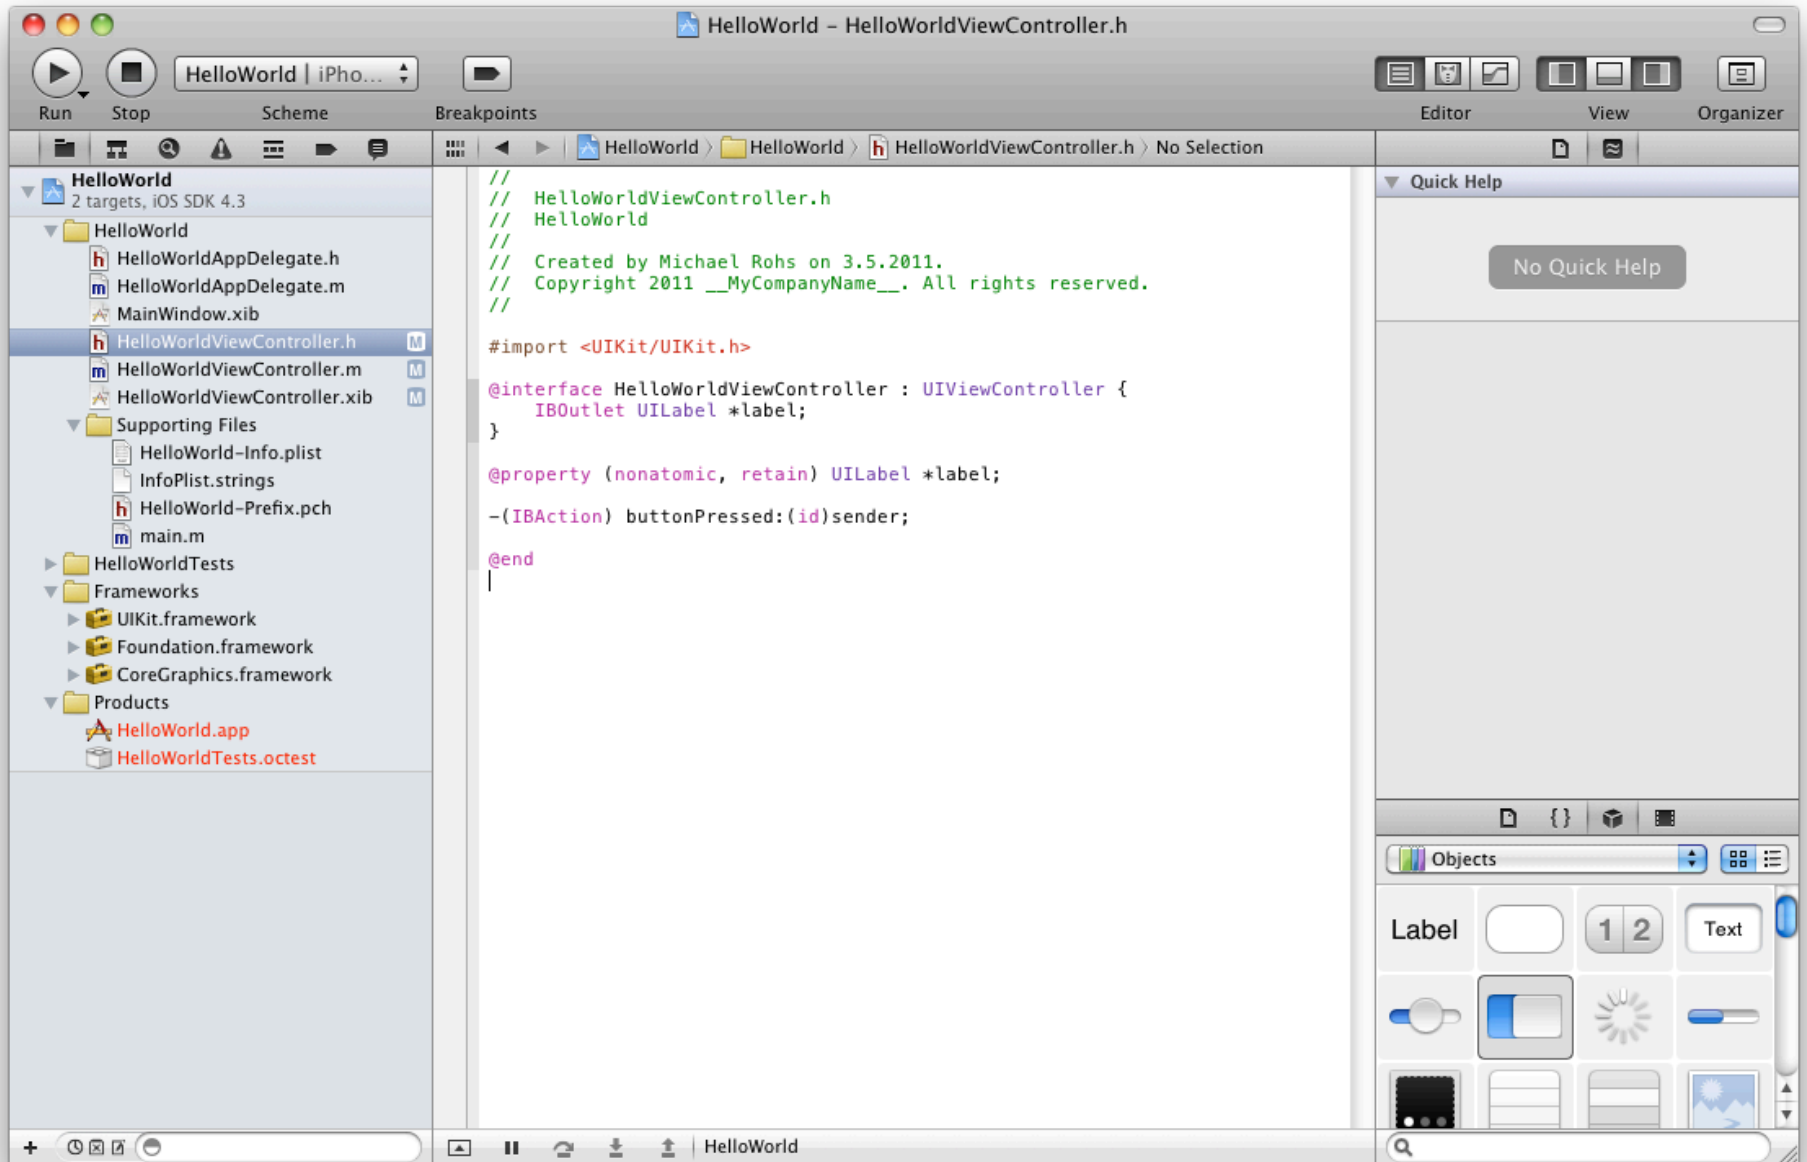 HelloWorld – HelloWorldViewController.h
HelloWorld | iPho...
Run
Stop
Scheme
Breakpoints
Editor
View
Organizer
HelloWorld
2 targets, iOS SDK 4.3
HelloWorld
HelloWorldAppDelegate.h
HelloWorldAppDelegate.m
MainWindow.xib
HelloWorldViewController.h M
HelloWorldViewController.m M
HelloWorldViewController.xib M
Supporting Files
HelloWorld-Info.plist
InfoPlist.strings
HelloWorld-Prefix.pch
main.m
HelloWorldTests
Frameworks
UIKit.framework
Foundation.framework
CoreGraphics.framework
Products
HelloWorld.app
HelloWorldTests.octest
HelloWorld 〉 HelloWorld 〉 h HelloWorldViewController.h 〉 No Selection
//
//  HelloWorldViewController.h
//  HelloWorld
//
//  Created by Michael Rohs on 3.5.2011.
//  Copyright 2011 __MyCompanyName__. All rights reserved.
//
#import <UIKit/UIKit.h>
@interface HelloWorldViewController : UIViewController {
    IBOutlet UILabel *label;
}
@property (nonatomic, retain) UILabel *label;
-(IBAction) buttonPressed:(id)sender;
@end
HelloWorld
Quick Help
No Quick Help
{}
Objects
Label
1 2
Text